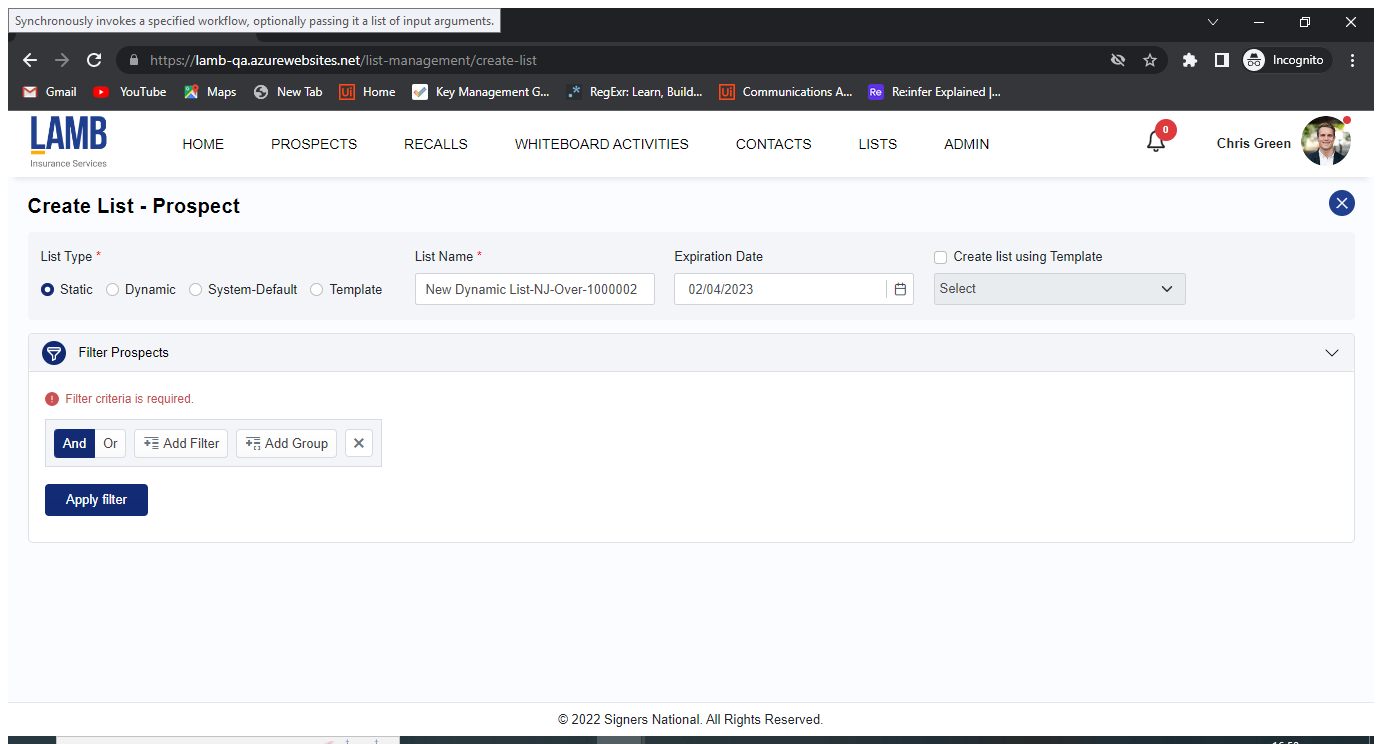 Synchronously invokes a specified workflow, optionally passing it a list of input arguments.
https://lamb-qa.azurewebsites.net/list-management/create-list
Incognito
Gmail YouTube Maps New Tab Ui Home Key Management G... .* RegExr: Learn, Build... Ui Communications A... Re Re:infer Explained |...
LAMB
Insurance Services
HOME PROSPECTS RECALLS WHITEBOARD ACTIVITIES CONTACTS LISTS ADMIN 0 Chris Green
Create List - Prospect
List Type * List Name * Expiration Date Create list using Template
Static Dynamic System-Default Template New Dynamic List-NJ-Over-1000002 02/04/2023 Select
Filter Prospects
Filter criteria is required.
And Or Add Filter Add Group
Apply filter
© 2022 Signers National. All Rights Reserved.